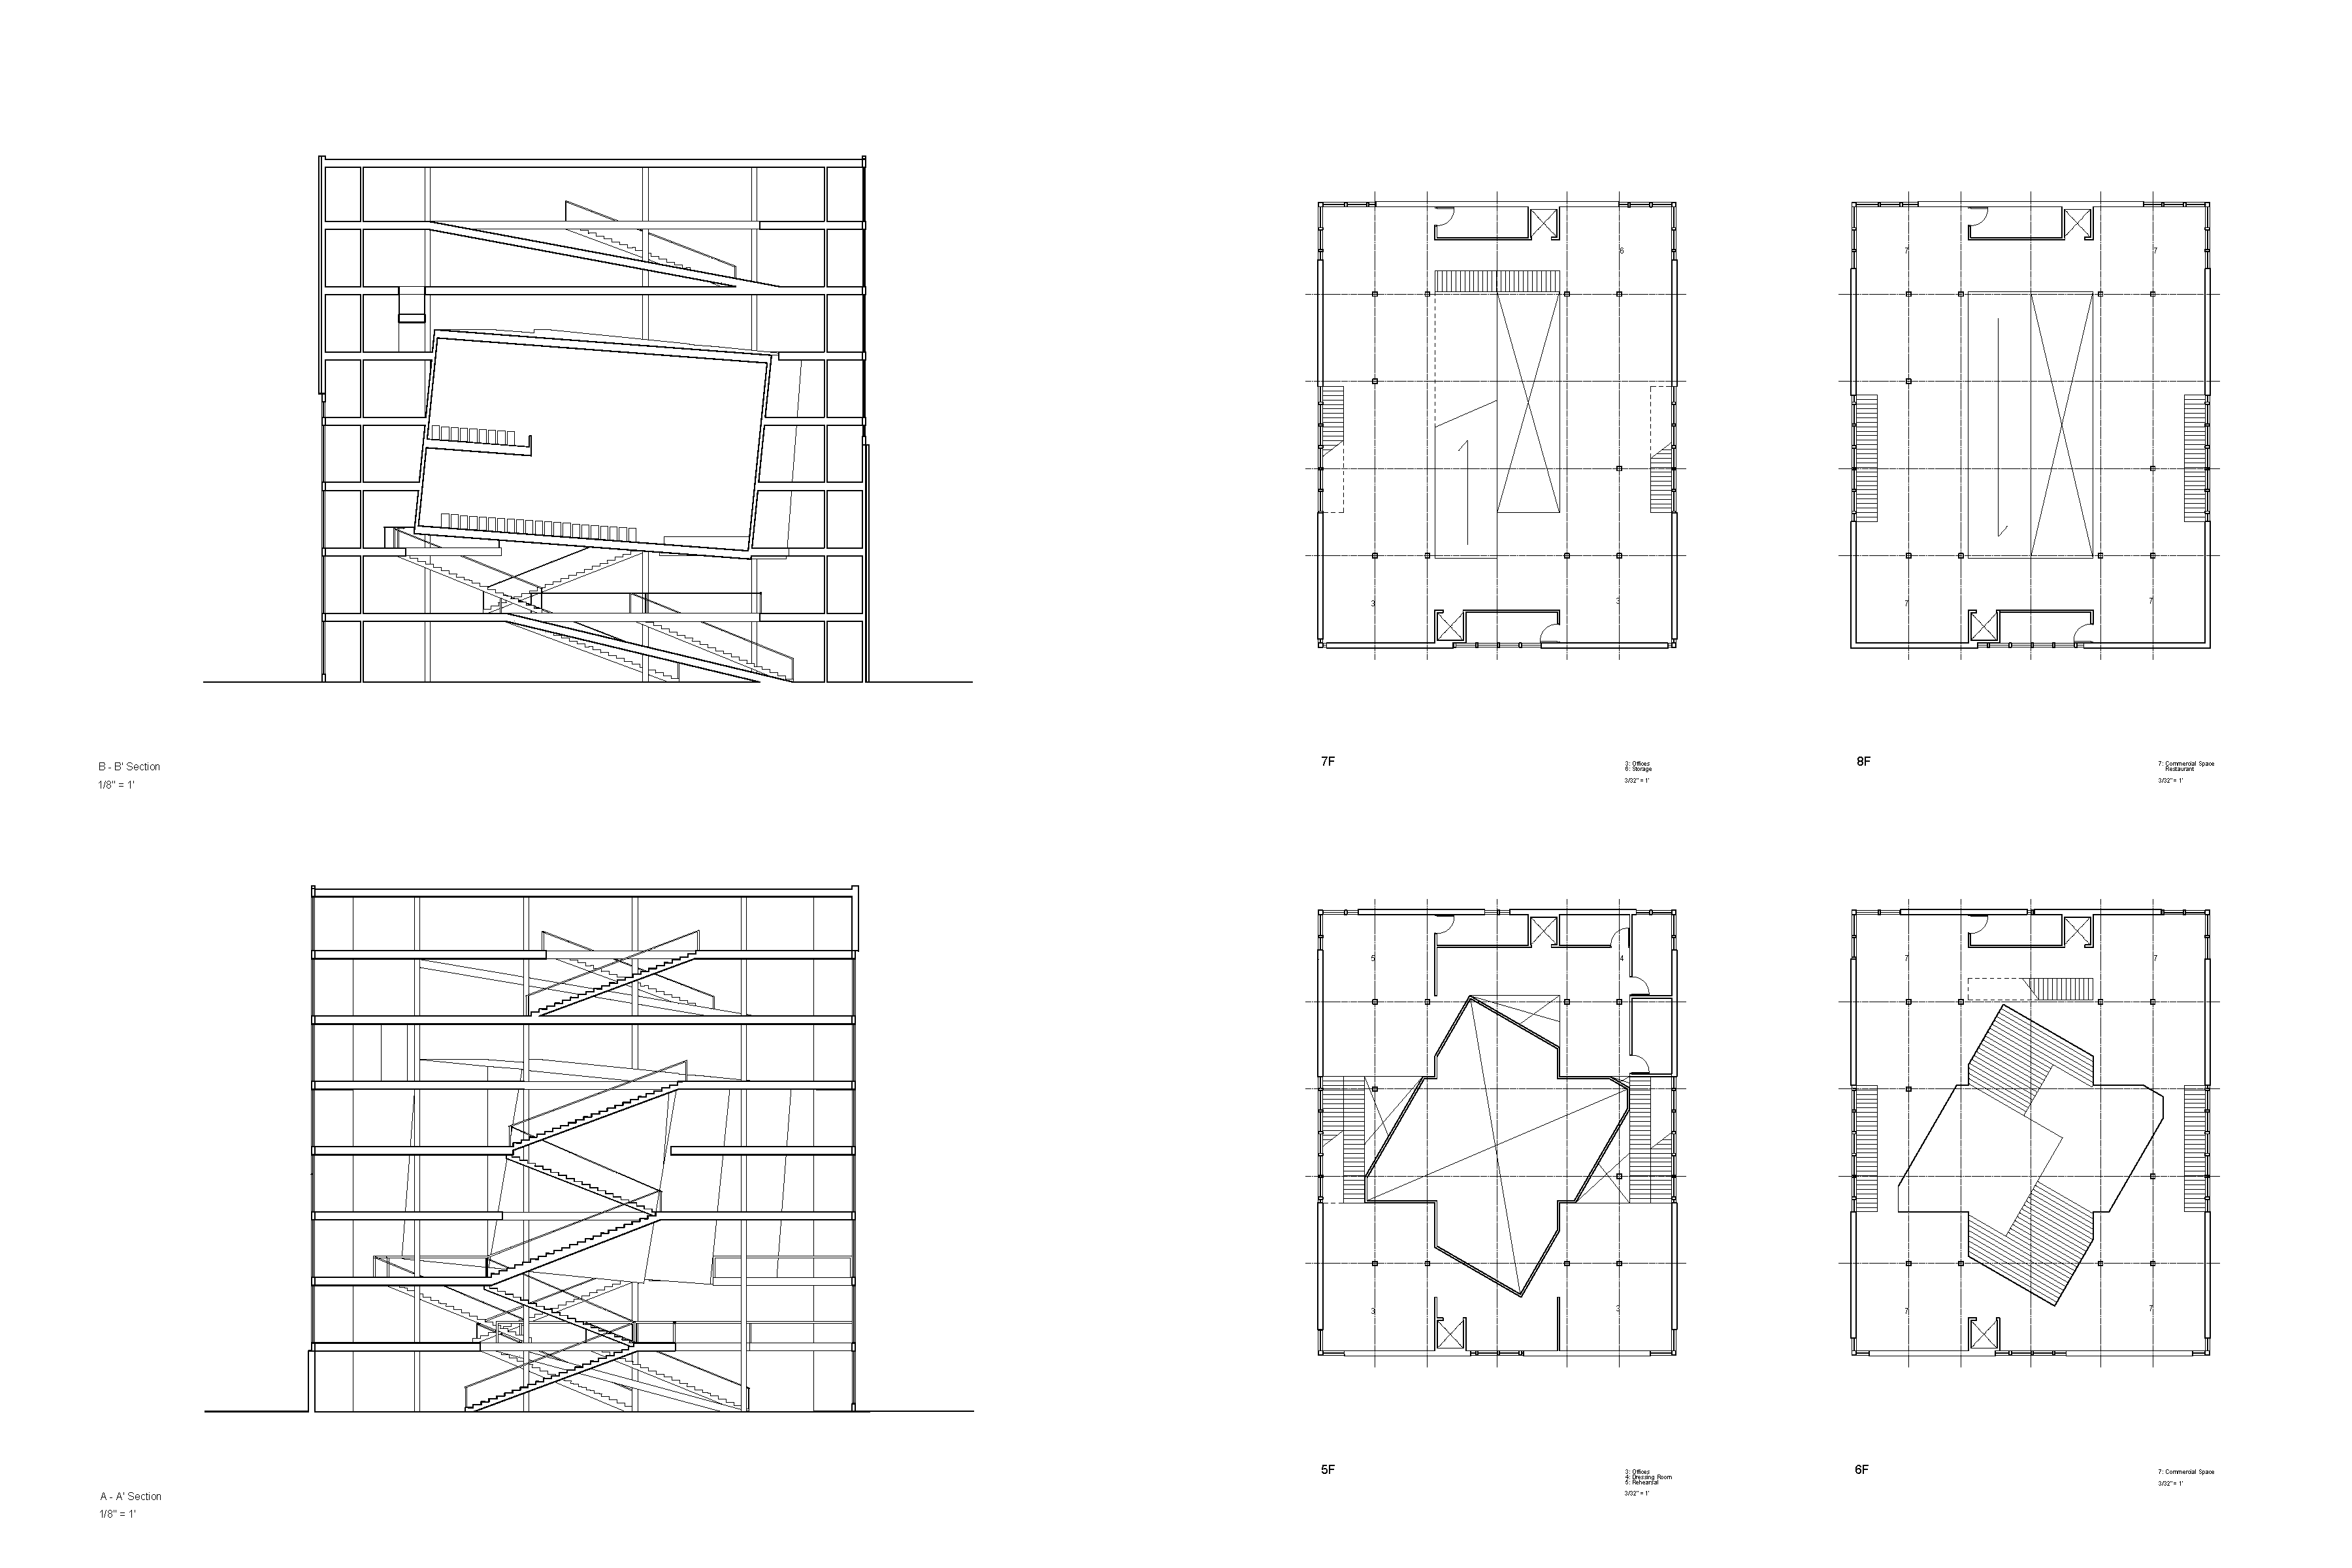 6
3
3
7
7
7
7
B - B' Section
1/8" = 1'
7F
3: Offices
6: Storage
3/32" = 1'
8F
7: Commercial Space
Restaurant
3/32" = 1'
5
4
3
3
7
7
7
7
A - A' Section
1/8" = 1'
5F
3: Offices
4: Dressing Room
5: Rehearsal
3/32" = 1'
6F
7: Commercial Space
3/32" = 1'